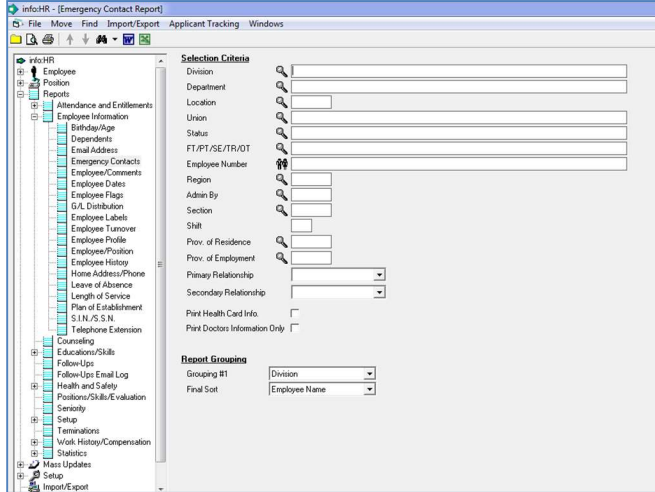 info:HR - [Emergency Contact Report]
File Move Find Import/Export Applicant Tracking Windows
info:HR
Employee
Position
Reports
Attendance and Entitlements
Employee Information
Birthday/Age
Dependents
Email Address
Emergency Contacts
Employee/Comments
Employee Dates
Employee Flags
G/L Distribution
Employee Labels
Employee Turnover
Employee Profile
Employee/Position
Employee History
Home Address/Phone
Leave of Absence
Length of Service
Plan of Establishment
S.I.N./S.S.N.
Telephone Extension
Counseling
Educations/Skills
Follow-Ups
Follow-Ups Email Log
Health and Safety
Positions/Skills/Evaluation
Seniority
Setup
Terminations
Work History/Compensation
Statistics
Mass Updates
Setup
Import/Export
Selection Criteria
Division
Department
Location
Union
Status
FT/PT/SE/TR/OT
Employee Number
Region
Admin By
Section
Shift
Prov. of Residence
Prov. of Employment
Primary Relationship
Secondary Relationship
Print Health Card Info.
Print Doctors Information Only
Report Grouping
Grouping #1 Division
Final Sort Employee Name